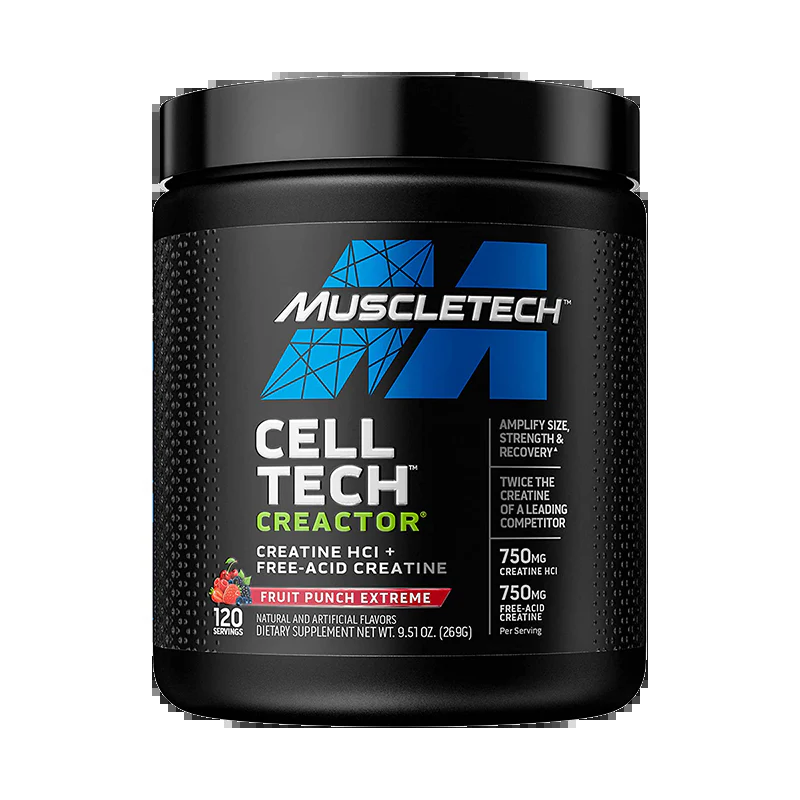 MUSCLETECH™
CELL
TECH™
CREACTOR®
CREATINE HCI +
FREE-ACID CREATINE
FRUIT PUNCH EXTREME
120
SERVINGS
NATURAL AND ARTIFICIAL FLAVORS
DIETARY SUPPLEMENT NET WT. 9.51 OZ. (269G)
AMPLIFY SIZE,
STRENGTH &
RECOVERY▲
TWICE THE
CREATINE
OF A LEADING
COMPETITOR
750MG
CREATINE HCI
750MG
FREE-ACID
CREATINE
Per Serving